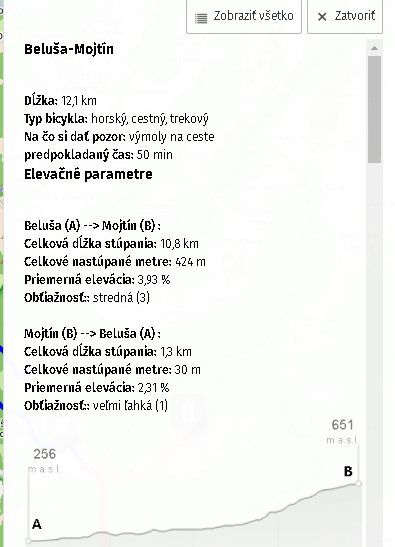 Zobraziť všetko
Zatvoriť
Beluša-Mojtín
Dĺžka: 12,1 km
Typ bicykla: horský, cestný, trekový
Na čo si dať pozor: výmoly na ceste
predpokladaný čas: 50 min
Elevačné parametre
Beluša (A) --> Mojtín (B) :
Celková dĺžka stúpania: 10,8 km
Celkové nastúpané metre: 424 m
Priemerná elevácia: 3,93 %
Obtiažnosť:: stredná (3)
Mojtín (B) --> Beluša (A) :
Celková dĺžka stúpania: 1,3 km
Celkové nastúpané metre: 30 m
Priemerná elevácia: 2,31 %
Obtiažnosť:: veľmi ľahká (1)
651
m a.s.l.
256
m a.s.l.
B
A